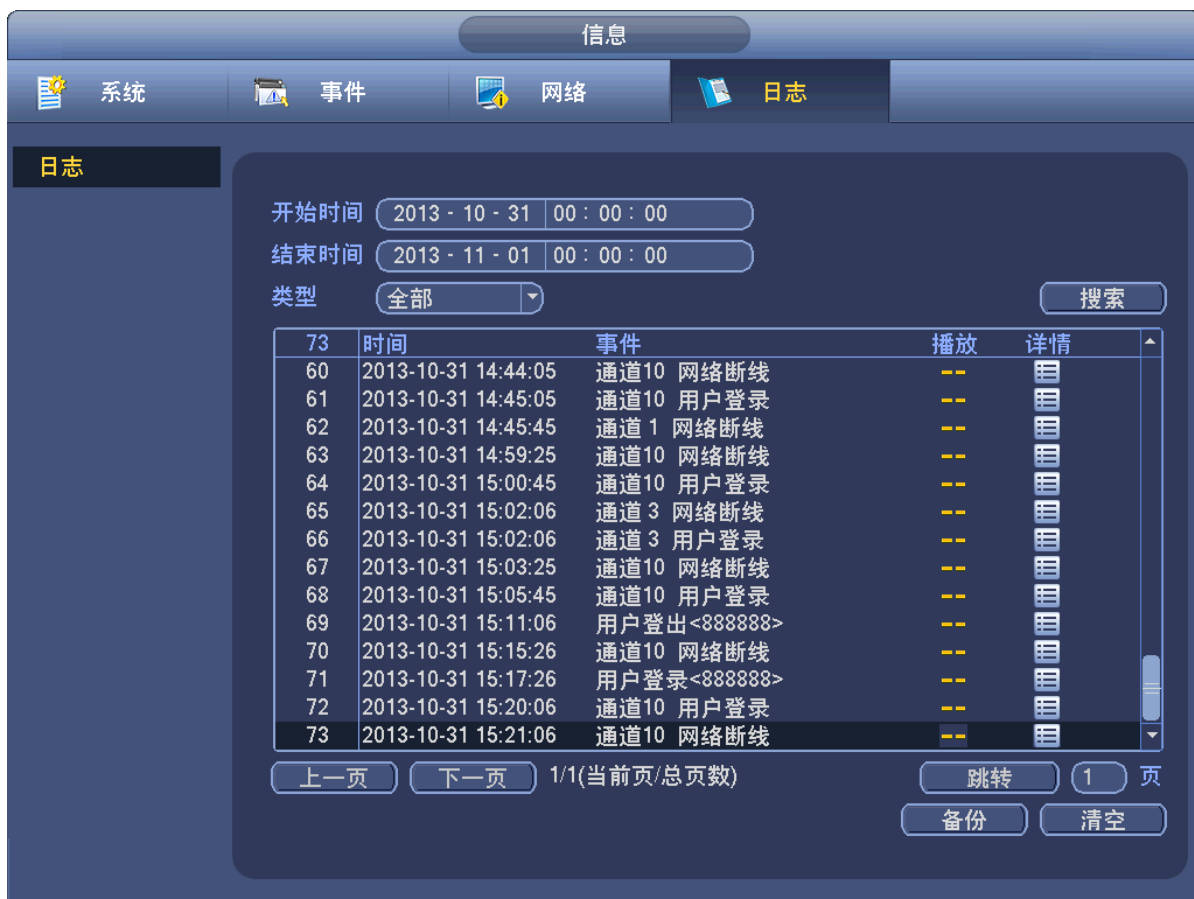 信息
系统 事件 网络 日志
日志
开始时间 2013 - 10 - 31 00 : 00 : 00
结束时间 2013 - 11 - 01 00 : 00 : 00
类型 全部 搜索
73 时间 事件 播放 详情
60 2013-10-31 14:44:05 通道10 网络断线 --
61 2013-10-31 14:45:05 通道10 用户登录 --
62 2013-10-31 14:45:45 通道 1 网络断线 --
63 2013-10-31 14:59:25 通道10 网络断线 --
64 2013-10-31 15:00:45 通道10 用户登录 --
65 2013-10-31 15:02:06 通道 3 网络断线 --
66 2013-10-31 15:02:06 通道 3 用户登录 --
67 2013-10-31 15:03:25 通道10 网络断线 --
68 2013-10-31 15:05:45 通道10 用户登录 --
69 2013-10-31 15:11:06 用户登出<888888> --
70 2013-10-31 15:15:26 通道10 网络断线 --
71 2013-10-31 15:17:26 用户登录<888888> --
72 2013-10-31 15:20:06 通道10 用户登录 --
73 2013-10-31 15:21:06 通道10 网络断线 --
上一页 下一页 1/1(当前页/总页数) 跳转 1 页
备份 清空